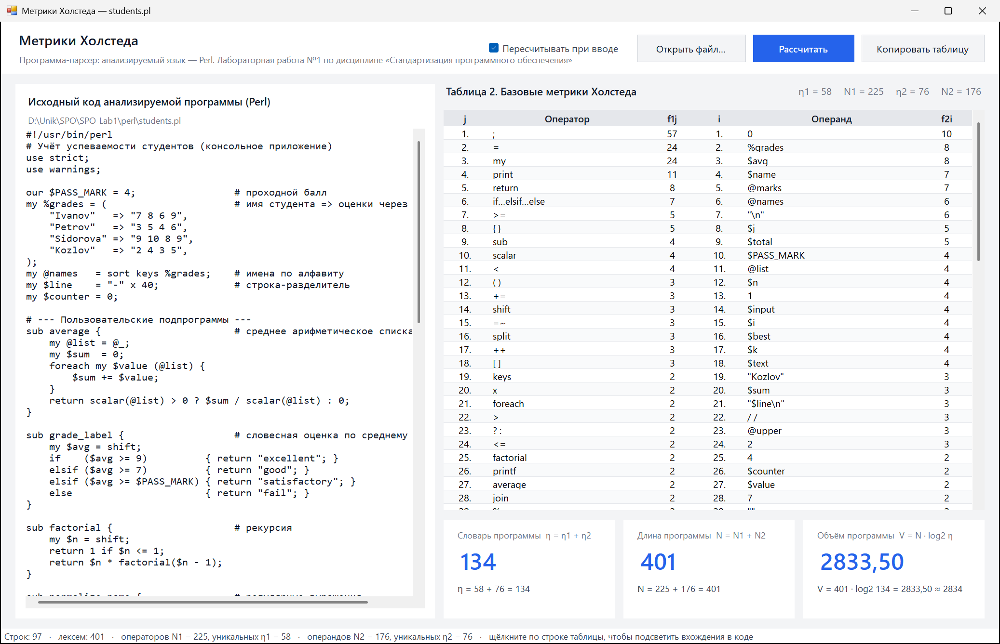 Метрики Холстеда — students.pl
Метрики Холстеда
Программа-парсер: анализируемый язык — Perl. Лабораторная работа №1 по дисциплине «Стандартизация программного обеспечения»
Пересчитывать при вводе
Открыть файл...
Рассчитать
Копировать таблицу
Исходный код анализируемой программы (Perl)
D:\Unik\SPO\SPO_Lab1\perl\students.pl
#!/usr/bin/perl
# Учёт успеваемости студентов (консольное приложение)
use strict;
use warnings;
our $PASS_MARK = 4;                 # проходной балл
my %grades = (                      # имя студента => оценки через
    "Ivanov"   => "7 8 6 9",
    "Petrov"   => "3 5 4 6",
    "Sidorova" => "9 10 8 9",
    "Kozlov"   => "2 4 3 5",
);
my @names   = sort keys %grades;    # имена по алфавиту
my $line    = "-" x 40;             # строка-разделитель
my $counter = 0;
# --- Пользовательские подпрограммы ---
sub average {                       # среднее арифметическое списка
    my @list = @_;
    my $sum  = 0;
    foreach my $value (@list) {
        $sum += $value;
    }
    return scalar(@list) > 0 ? $sum / scalar(@list) : 0;
}
sub grade_label {                   # словесная оценка по среднему
    my $avg = shift;
    if    ($avg >= 9)          { return "excellent"; }
    elsif ($avg >= 7)          { return "good"; }
    elsif ($avg >= $PASS_MARK) { return "satisfactory"; }
    else                       { return "fail"; }
}
sub factorial {                     # рекурсия
    my $n = shift;
    return 1 if $n <= 1;
    return $n * factorial($n - 1);
}
Таблица 2. Базовые метрики Холстеда
η1 = 58 N1 = 225 η2 = 76 N2 = 176
j Оператор f1j i Операнд f2i
1. ; 57 1. 0 10
2. = 24 2. %grades 8
3. my 24 3. $avg 8
4. print 11 4. $name 7
5. return 8 5. @marks 7
6. if...elsif...else 7 6. @names 6
7. >= 5 7. "\n" 6
8. { } 5 8. $j 5
9. sub 4 9. $total 5
10. scalar 4 10. $PASS_MARK 4
11. < 4 11. @list 4
12. ( ) 3 12. $n 4
13. += 3 13. 1 4
14. shift 3 14. $input 4
15. =~ 3 15. $i 4
16. split 3 16. $best 4
17. ++ 3 17. $k 4
18. [ ] 3 18. $text 4
19. keys 2 19. "Kozlov" 3
20. x 2 20. $sum 3
21. foreach 2 21. "$line\n" 3
22. > 2 22. / / 3
23. ? : 2 23. @upper 3
24. <= 2 24. 2 3
25. factorial 2 25. 4 2
26. printf 2 26. $counter 2
27. average 2 27. $value 2
28. join 2 28. 7 2
Словарь программы η = η1 + η2
134
η = 58 + 76 = 134
Длина программы N = N1 + N2
401
N = 225 + 176 = 401
Объём программы V = N · log2 η
2833,50
V = 401 · log2 134 = 2833,50 ≈ 2834
Строк: 97 · лексем: 401 · операторов N1 = 225, уникальных η1 = 58 · операндов N2 = 176, уникальных η2 = 76 · щёлкните по строке таблицы, чтобы подсветить вхождения в коде